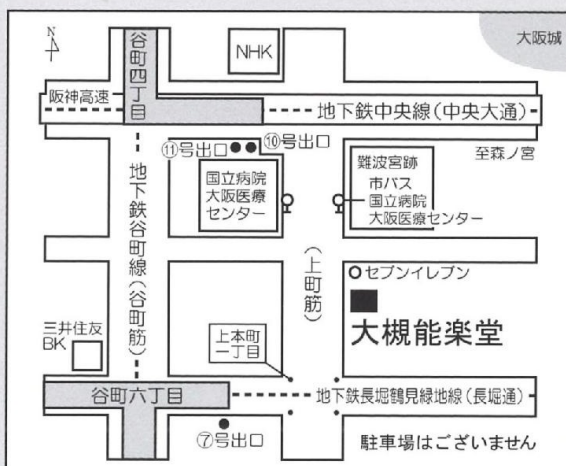 N
大阪城
NHK
谷町四丁目
阪神高速
地下鉄中央線(中央大通)
⑪号出口
⑩号出口
至森ノ宮
国立病院
大阪医療
センター
難波宮跡
市バス
国立病院
大阪医療センター
地下鉄谷町線(谷町筋)
(上町筋)
セブンイレブン
大槻能楽堂
三井住友
BK
上本町
一丁目
谷町六丁目
地下鉄長堀鶴見緑地線(長堀通)
⑦号出口
駐車場はございません